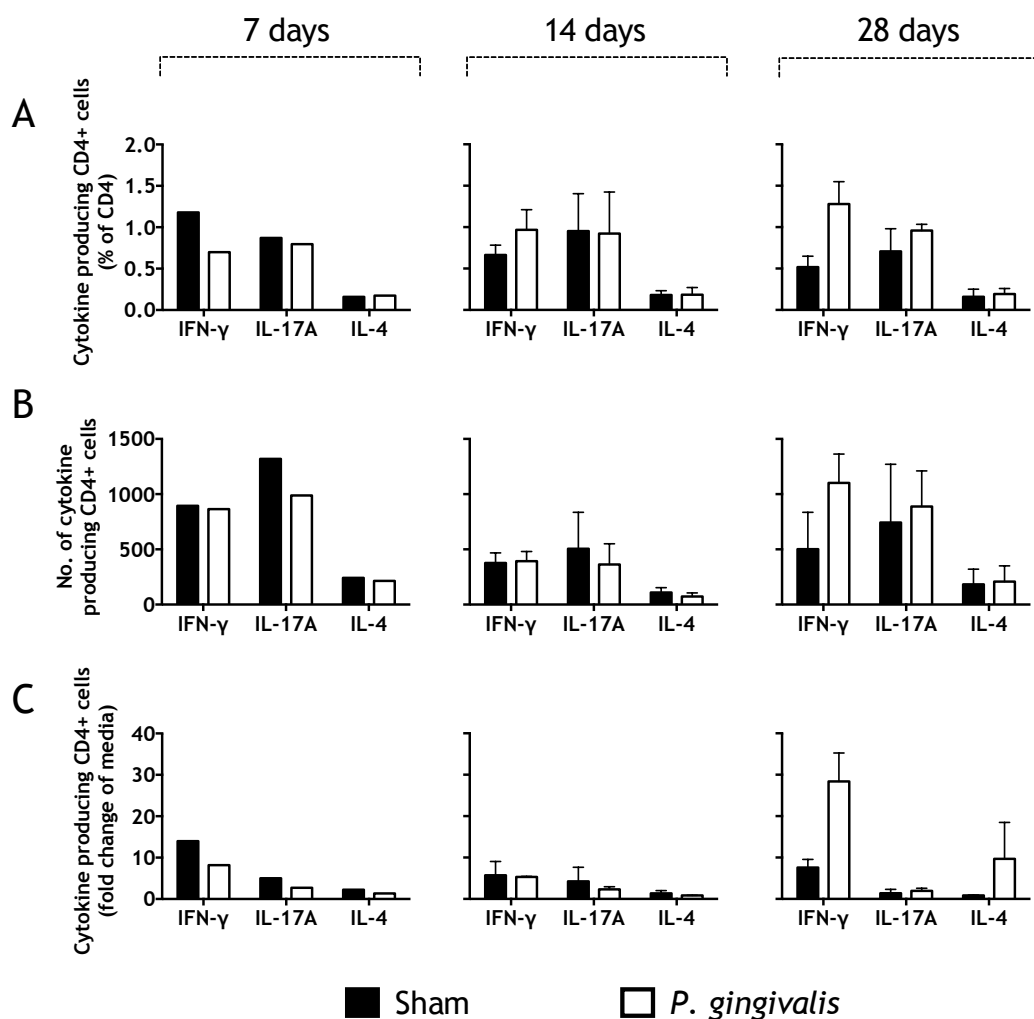 7 days 14 days 28 days
A
Cytokine producing CD4+ cells
(% of CD4)
2.0
1.5
1.0
0.5
0.0
IFN-γ IL-17A IL-4 IFN-γ IL-17A IL-4 IFN-γ IL-17A IL-4
B
No. of cytokine
producing CD4+ cells
1500
1000
500
0
IFN-γ IL-17A IL-4 IFN-γ IL-17A IL-4 IFN-γ IL-17A IL-4
C
Cytokine producing CD4+ cells
(fold change of media)
40
30
20
10
0
IFN-γ IL-17A IL-4 IFN-γ IL-17A IL-4 IFN-γ IL-17A IL-4
Sham P. gingivalis